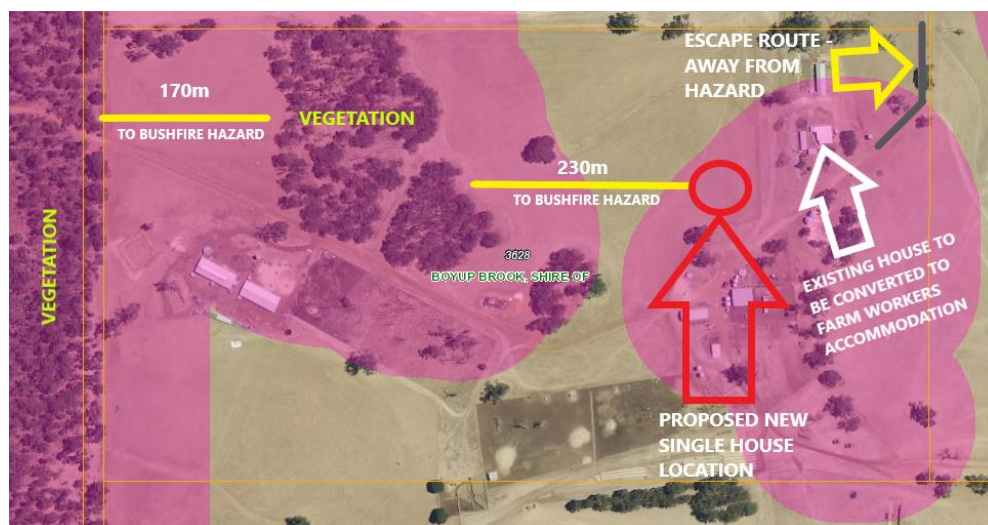 ESCAPE ROUTE -
AWAY FROM
HAZARD
170m
TO BUSHFIRE HAZARD
VEGETATION
230m
TO BUSHFIRE HAZARD
VEGETATION
3628
BOYUP BROOK, SHIRE OF
EXISTING HOUSE TO
BE CONVERTED TO
FARM WORKERS
ACCOMMODATION
PROPOSED NEW
SINGLE HOUSE
LOCATION